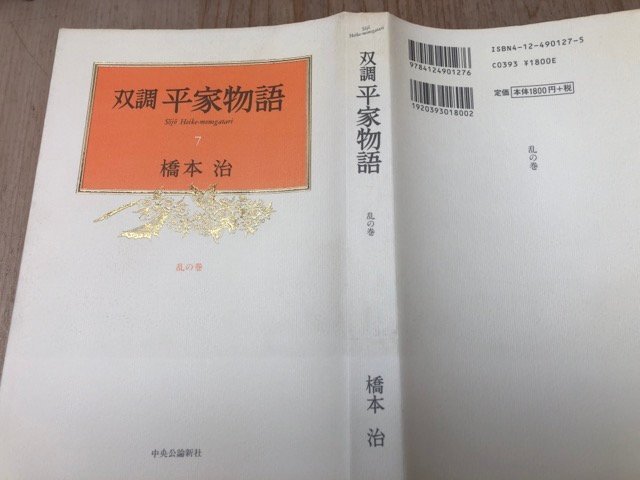 双調 平家物語
Sōjō Heike-monogatari
7
橋本 治
乱の巻
中央公論新社
Sōjō
Heike-monogatari
双調 平家物語
乱の巻
橋本 治
9784124901276
1920393018002
ISBN4-12-490127-5
C0393 ¥1800E
定価 本体1800円+税
乱の巻